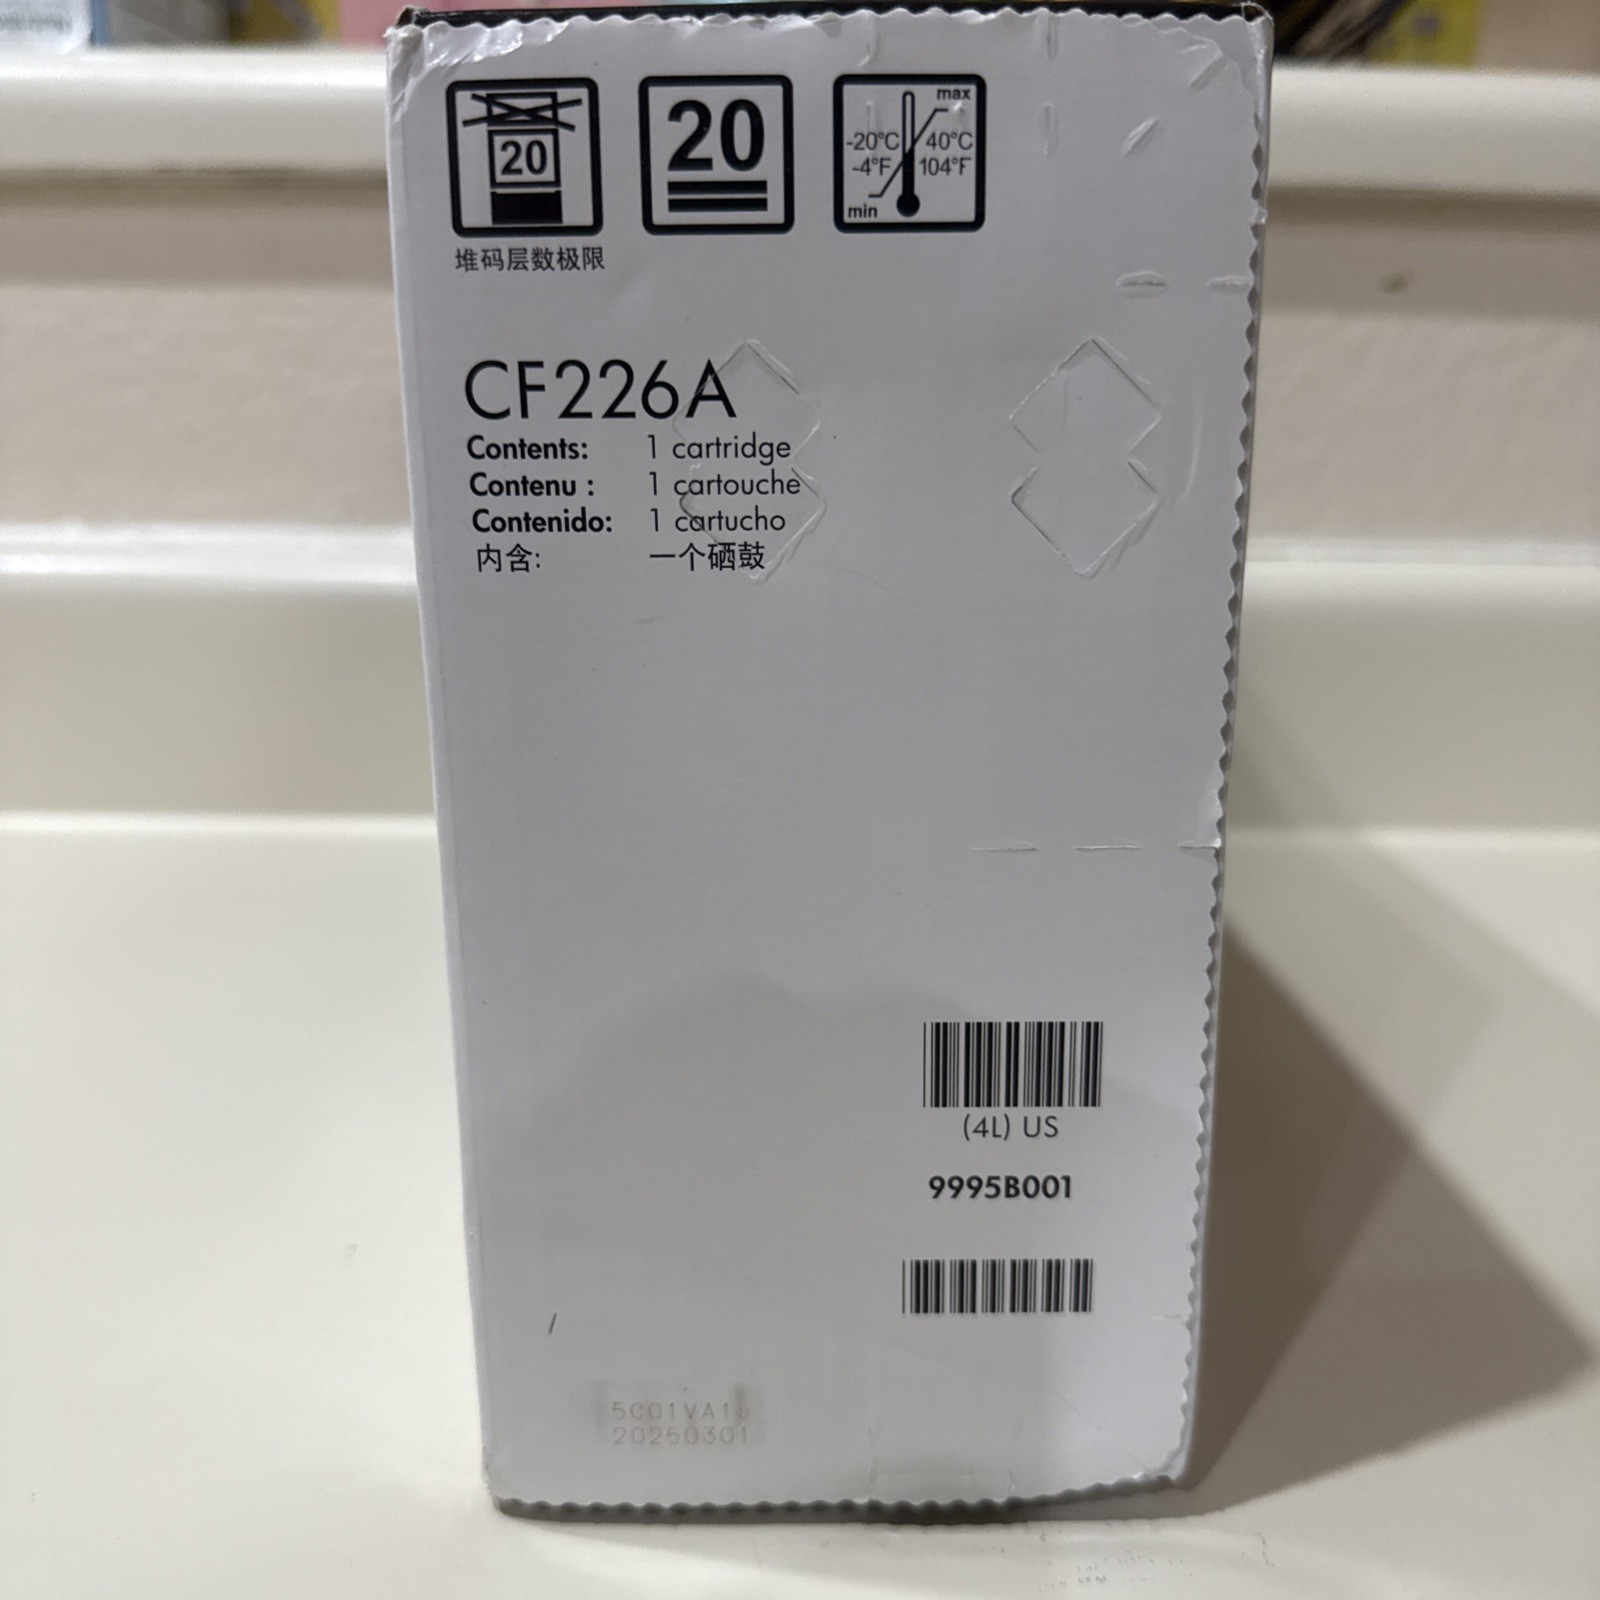 20
20
max
-20°C 40°C
-4°F 104°F
min
堆码层数极限
CF226A
Contents: 1 cartridge
Contenu : 1 cartouche
Contenido: 1 cartucho
内含: 一个硒鼓
(4L) US
9995B001
20250301